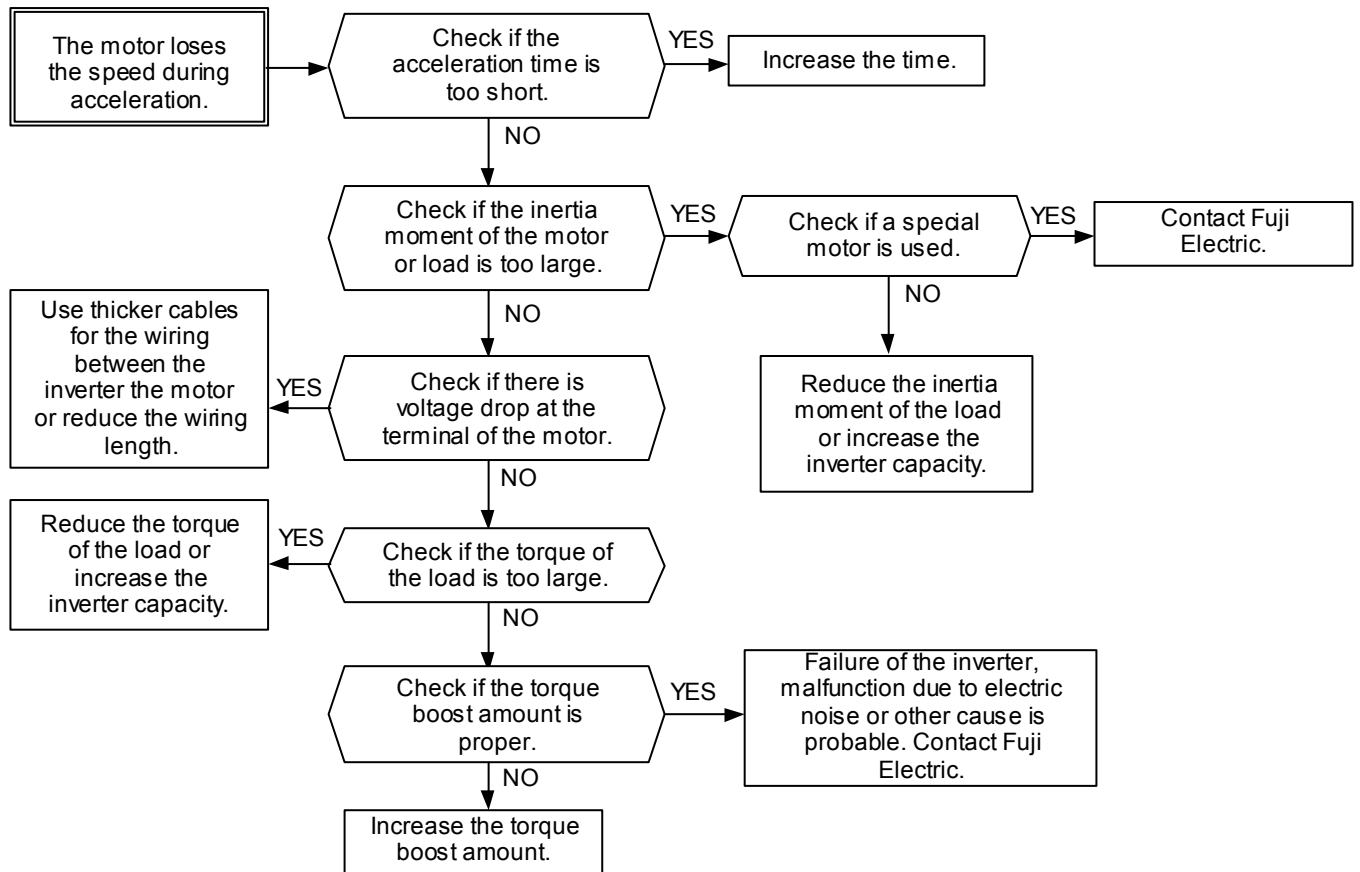 The motor loses
the speed during
acceleration.
Check if the
acceleration time is
too short.
YES
Increase the time.
NO
Check if the inertia
moment of the motor
or load is too large.
YES
Check if a special
motor is used.
YES
Contact Fuji
Electric.
NO
Reduce the inertia
moment of the load
or increase the
inverter capacity.
NO
Check if there is
voltage drop at the
terminal of the motor.
YES
Use thicker cables
for the wiring
between the
inverter the motor
or reduce the wiring
length.
NO
Check if the torque of
the load is too large.
YES
Reduce the torque
of the load or
increase the
inverter capacity.
NO
Check if the torque
boost amount is
proper.
YES
Failure of the inverter,
malfunction due to electric
noise or other cause is
probable. Contact Fuji
Electric.
NO
Increase the torque
boost amount.